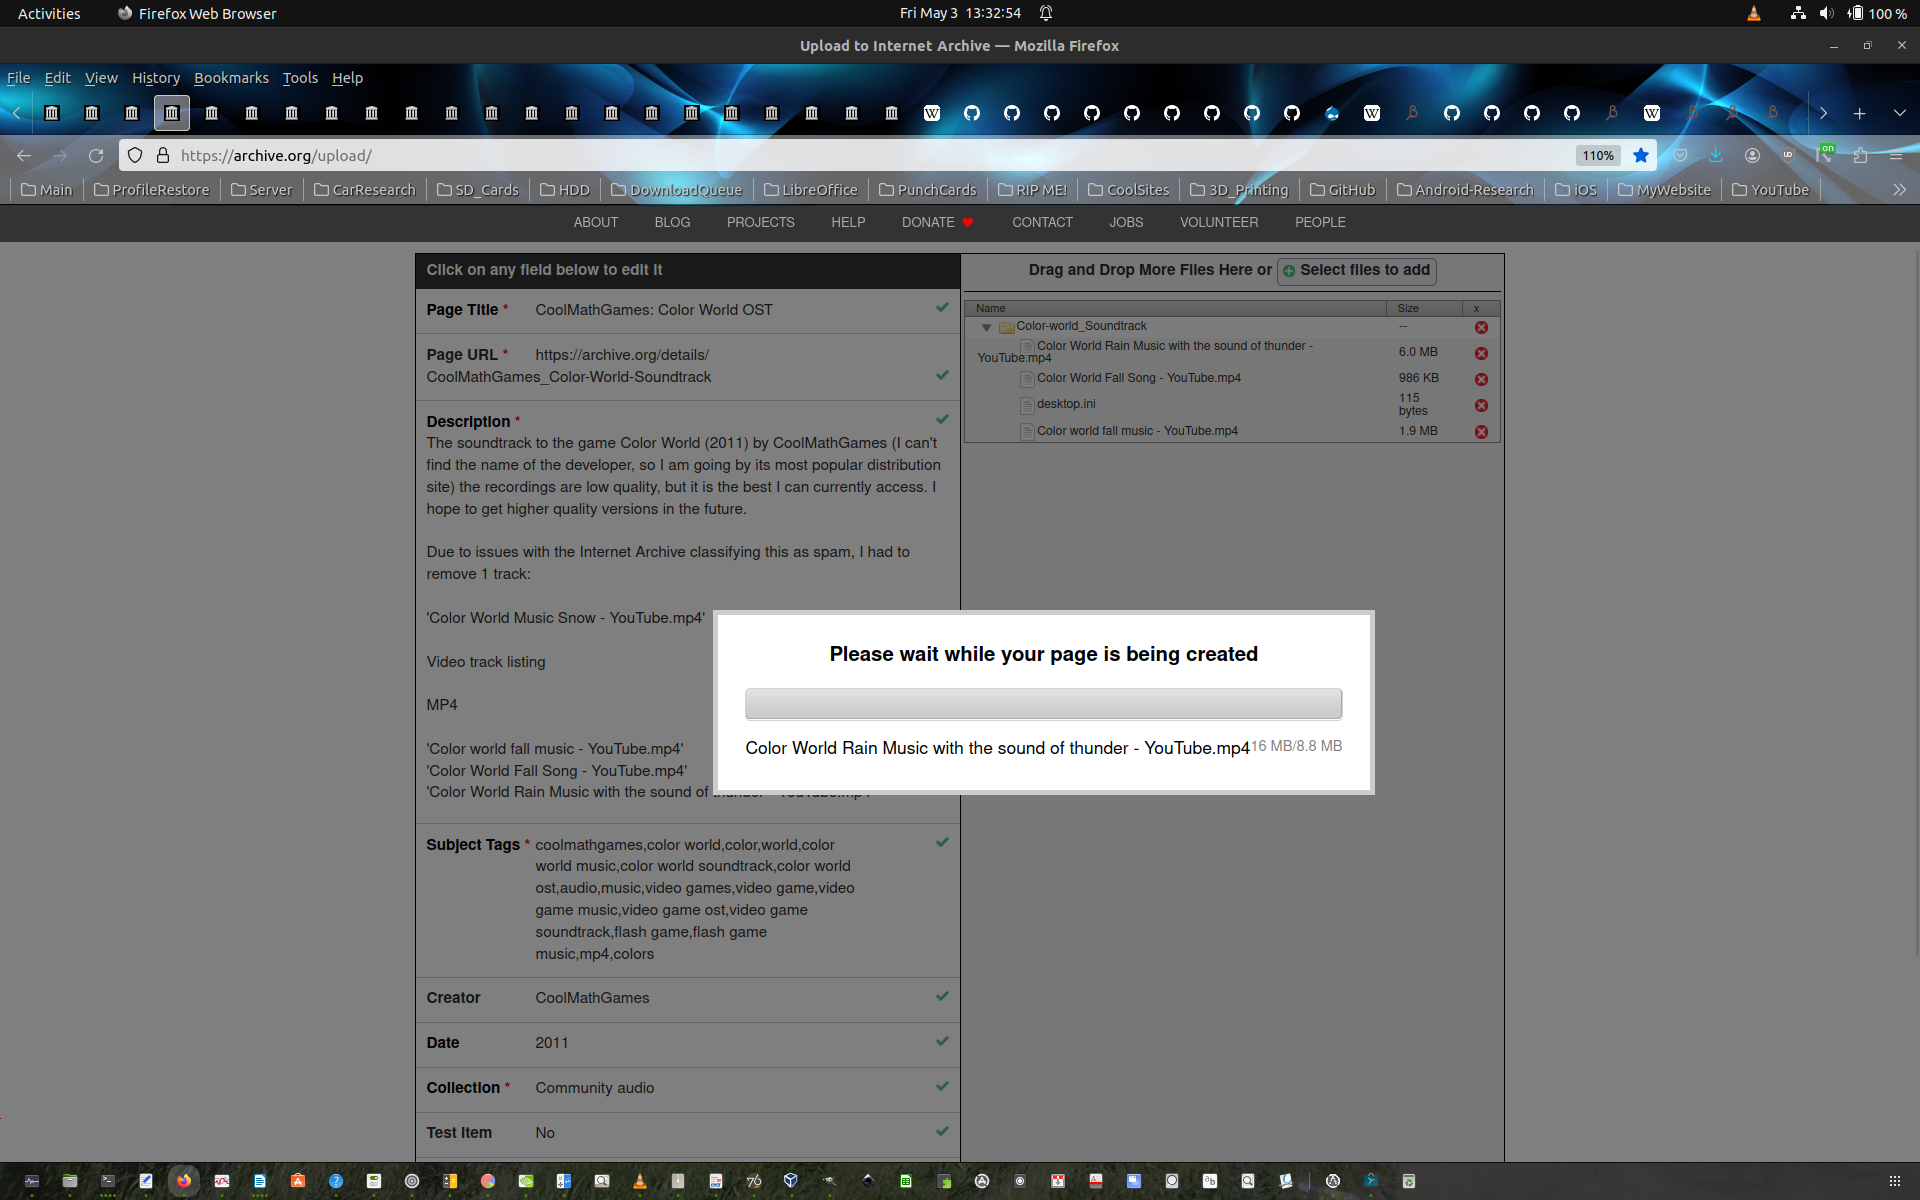 Activities
Firefox Web Browser
Fri May 3 13:32:54
100 %
Upload to Internet Archive — Mozilla Firefox
File Edit View History Bookmarks Tools Help
https://archive.org/upload/
110%
on
Main ProfileRestore Server CarResearch SD_Cards HDD DownloadQueue LibreOffice PunchCards RIP ME! CoolSites 3D_Printing GitHub Android-Research iOS MyWebsite YouTube
ABOUT BLOG PROJECTS HELP DONATE CONTACT JOBS VOLUNTEER PEOPLE
Click on any field below to edit it
Page Title * CoolMathGames: Color World OST
Page URL * https://archive.org/details/
CoolMathGames_Color-World-Soundtrack
Description *
The soundtrack to the game Color World (2011) by CoolMathGames (I can't
find the name of the developer, so I am going by its most popular distribution
site) the recordings are low quality, but it is the best I can currently access. I
hope to get higher quality versions in the future.
Due to issues with the Internet Archive classifying this as spam, I had to
remove 1 track:
'Color World Music Snow - YouTube.mp4'
Video track listing
MP4
'Color world fall music - YouTube.mp4'
'Color World Fall Song - YouTube.mp4'
'Color World Rain Music with the sound of
Subject Tags * coolmathgames,color world,color,world,color
world music,color world soundtrack,color world
ost,audio,music,video games,video game,video
game music,video game ost,video game
soundtrack,flash game,flash game
music,mp4,colors
Creator CoolMathGames
Date 2011
Collection * Community audio
Test Item No
Drag and Drop More Files Here or Select files to add
Name Size x
Color-world_Soundtrack --
Color World Rain Music with the sound of thunder -
YouTube.mp4 6.0 MB
Color World Fall Song - YouTube.mp4 986 KB
desktop.ini 115
bytes
Color world fall music - YouTube.mp4 1.9 MB
Please wait while your page is being created
Color World Rain Music with the sound of thunder - YouTube.mp4 16 MB/8.8 MB